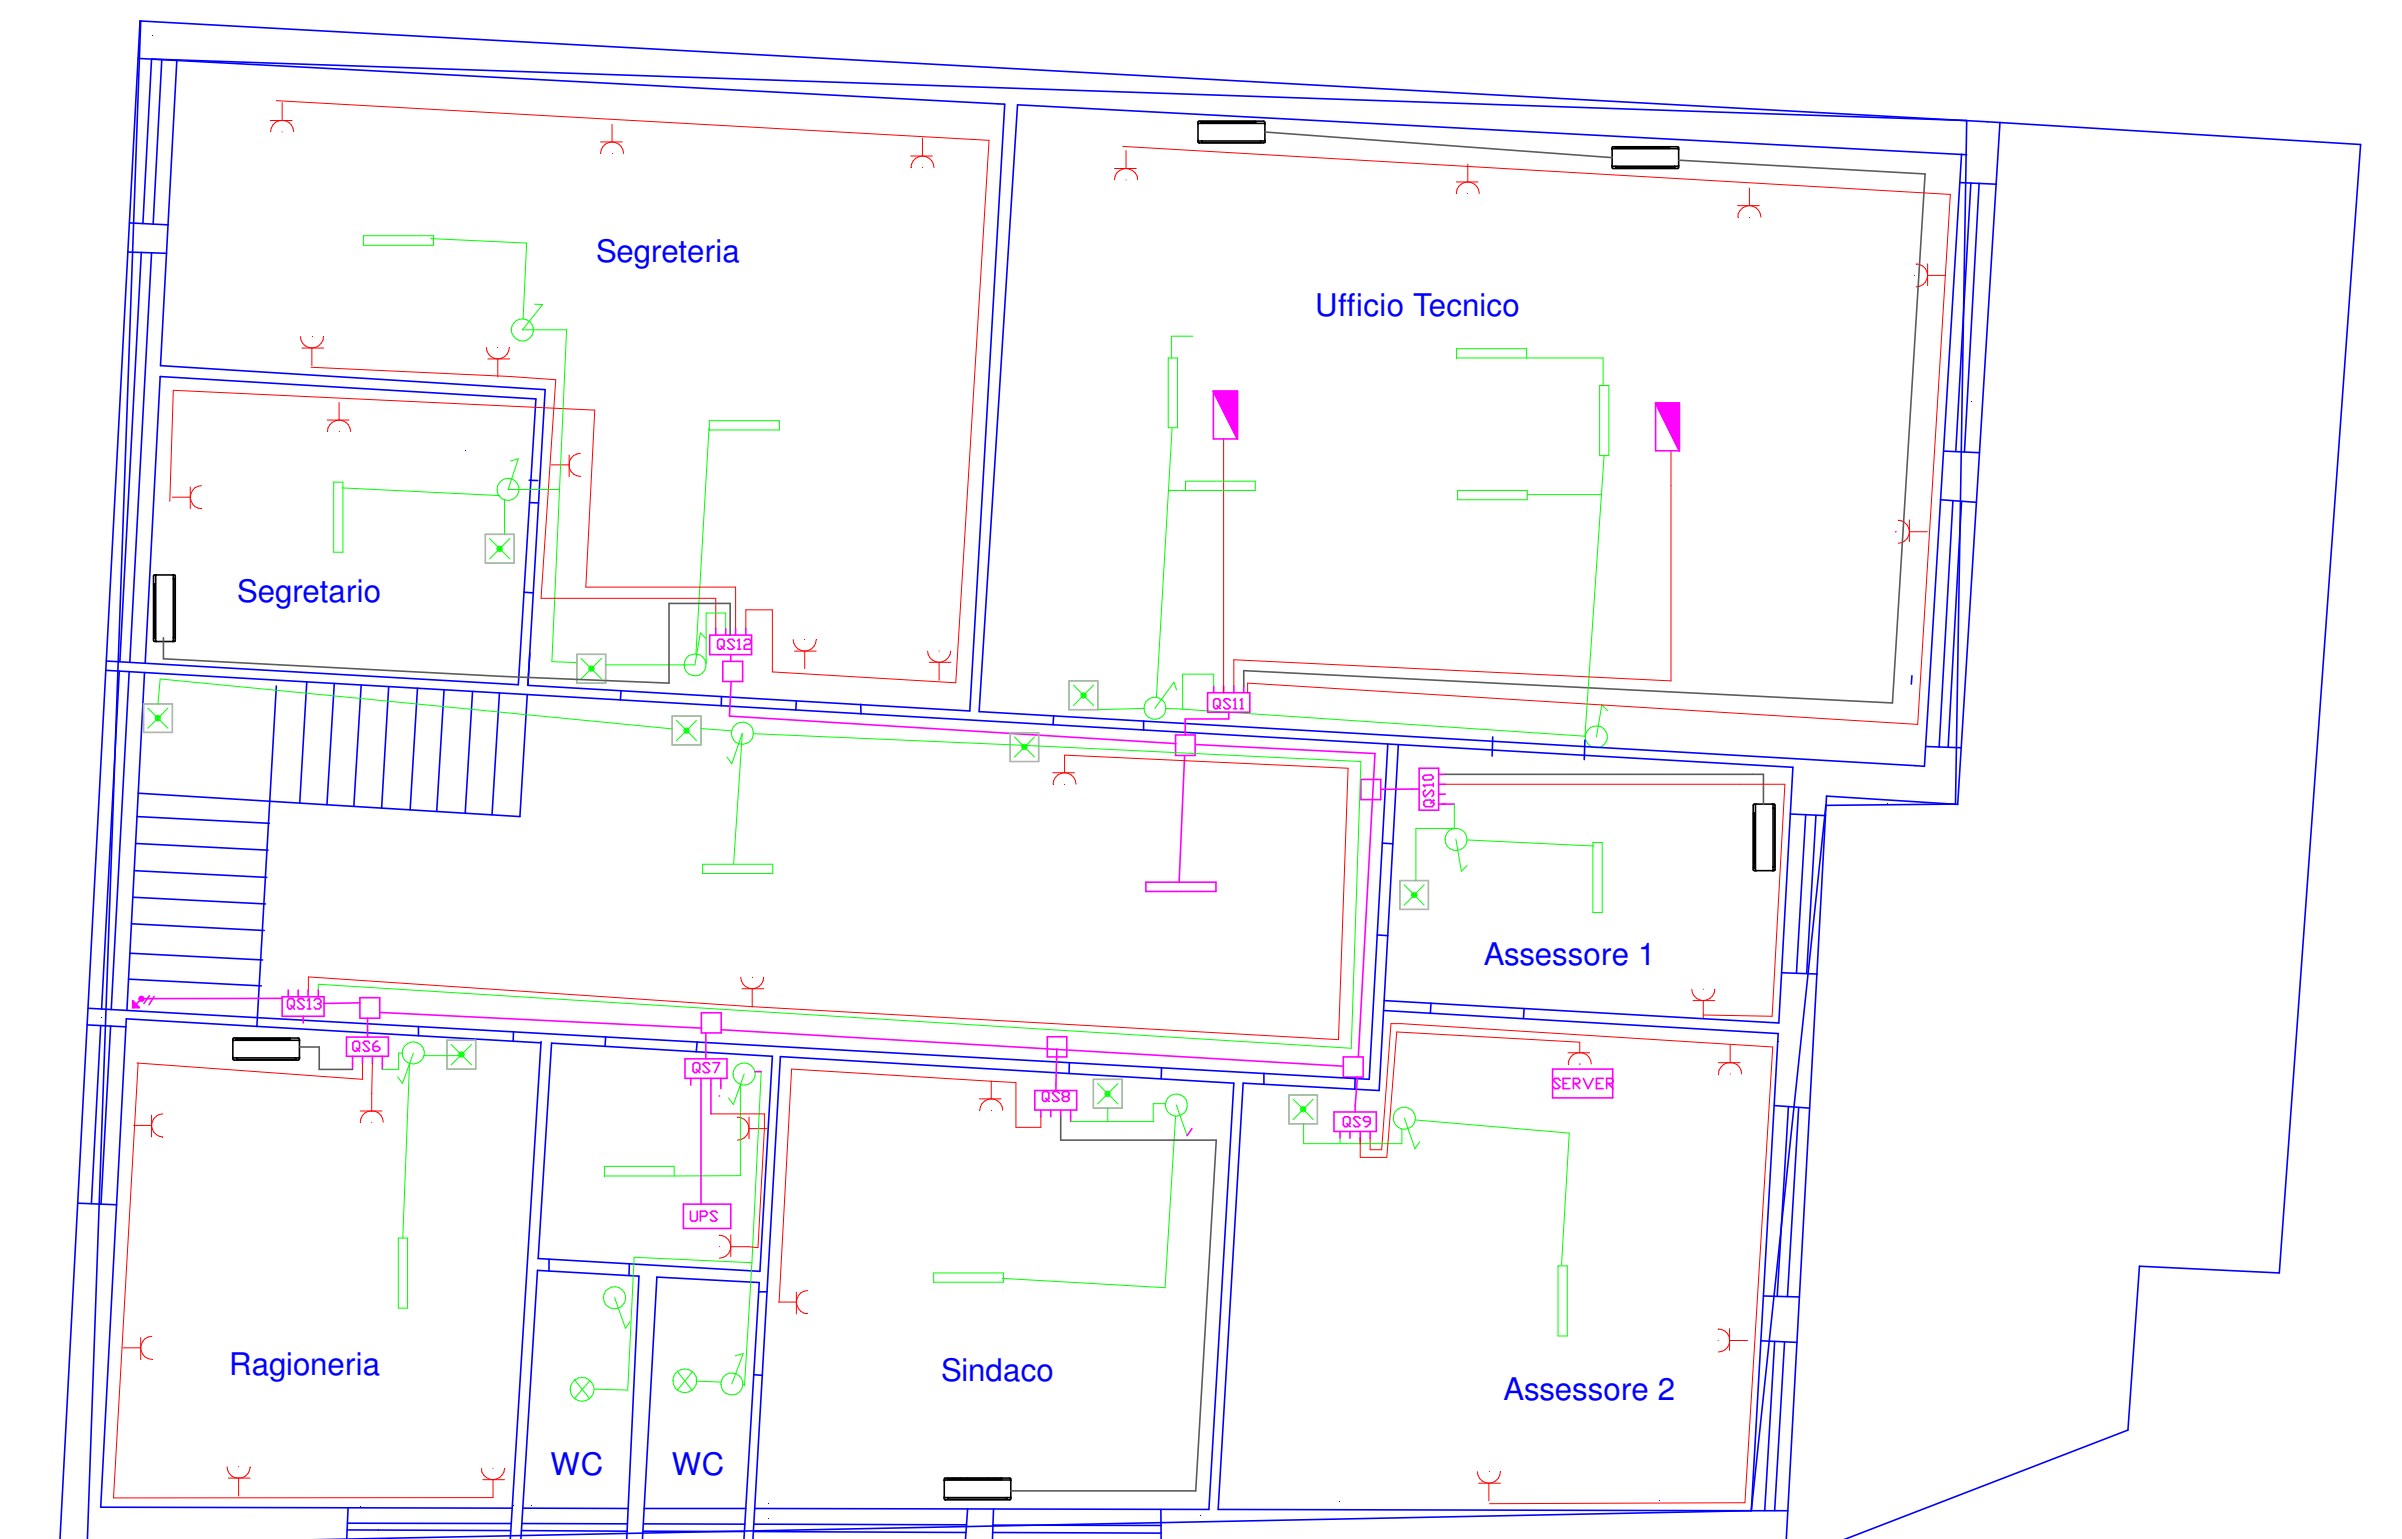 Segreteria
Ufficio Tecnico
Segretario
QS12
QS11
QS10
Assessore 1
QS13
QS6
QS7
QS8
SERVER
QS9
UPS
Ragioneria
Sindaco
Assessore 2
WC
WC